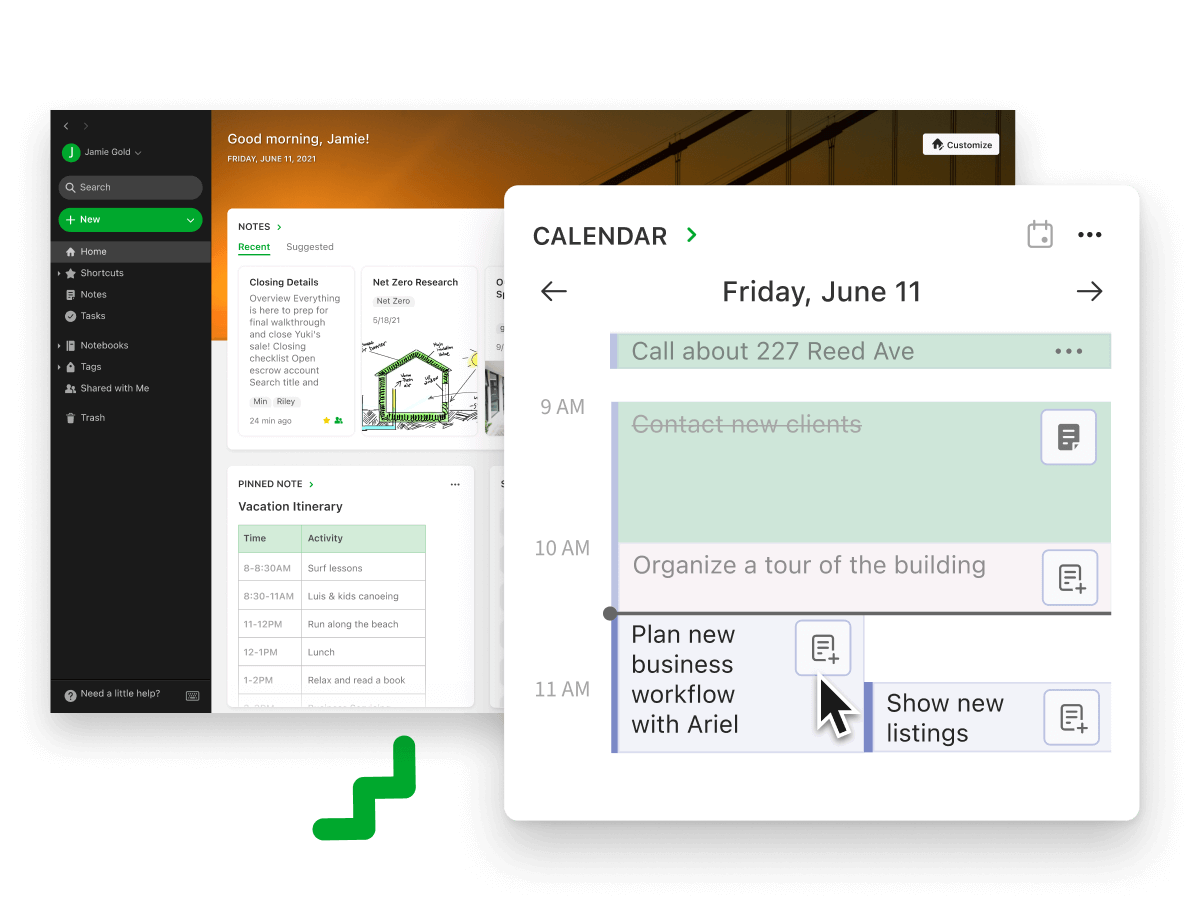 Good morning, Jamie!
FRIDAY, JUNE 11, 2021
Customize
J
Jamie Gold
Search
New
Home
Shortcuts
Notes
Tasks
Notebooks
Tags
Shared with Me
Trash
Need a little help?
NOTES
Recent
Suggested
Closing Details
Overview Everything
is here to prep for
final walkthrough
and close Yuki's
sale! Closing
checklist Open
escrow account
Search title and
Min Riley
24 min ago
Net Zero Research
Net Zero
5/18/21
PINNED NOTE
Vacation Itinerary
Time Activity
8-8:30AM Surf lessons
8:30-11AM Luis & kids canoeing
11-12PM Run along the beach
12-1PM Lunch
1-2PM Relax and read a book
CALENDAR
Friday, June 11
Call about 227 Reed Ave
9 AM
Contact new clients
10 AM
Organize a tour of the building
11 AM
Plan new
business
workflow
with Ariel
Show new
listings